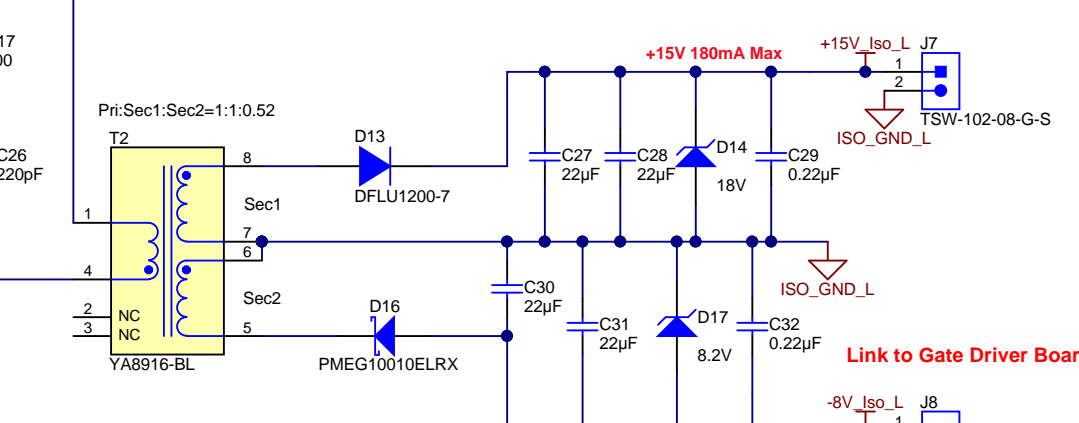 17
00
+15V 180mA Max
+15V_Iso_L
J7
1
2
TSW-102-08-G-S
ISO_GND_L
Pri:Sec1:Sec2=1:1:0.52
T2
C26
220pF
8
D13
DFLU1200-7
C27
22µF
C28
22µF
D14
18V
C29
0.22µF
1
Sec1
7
6
4
Sec2
2
NC
3
NC
5
YA8916-BL
D16
PMEG10010ELRX
C30
22µF
C31
22µF
D17
8.2V
C32
0.22µF
ISO_GND_L
Link to Gate Driver Boar
-8V_Iso_L
J8
1